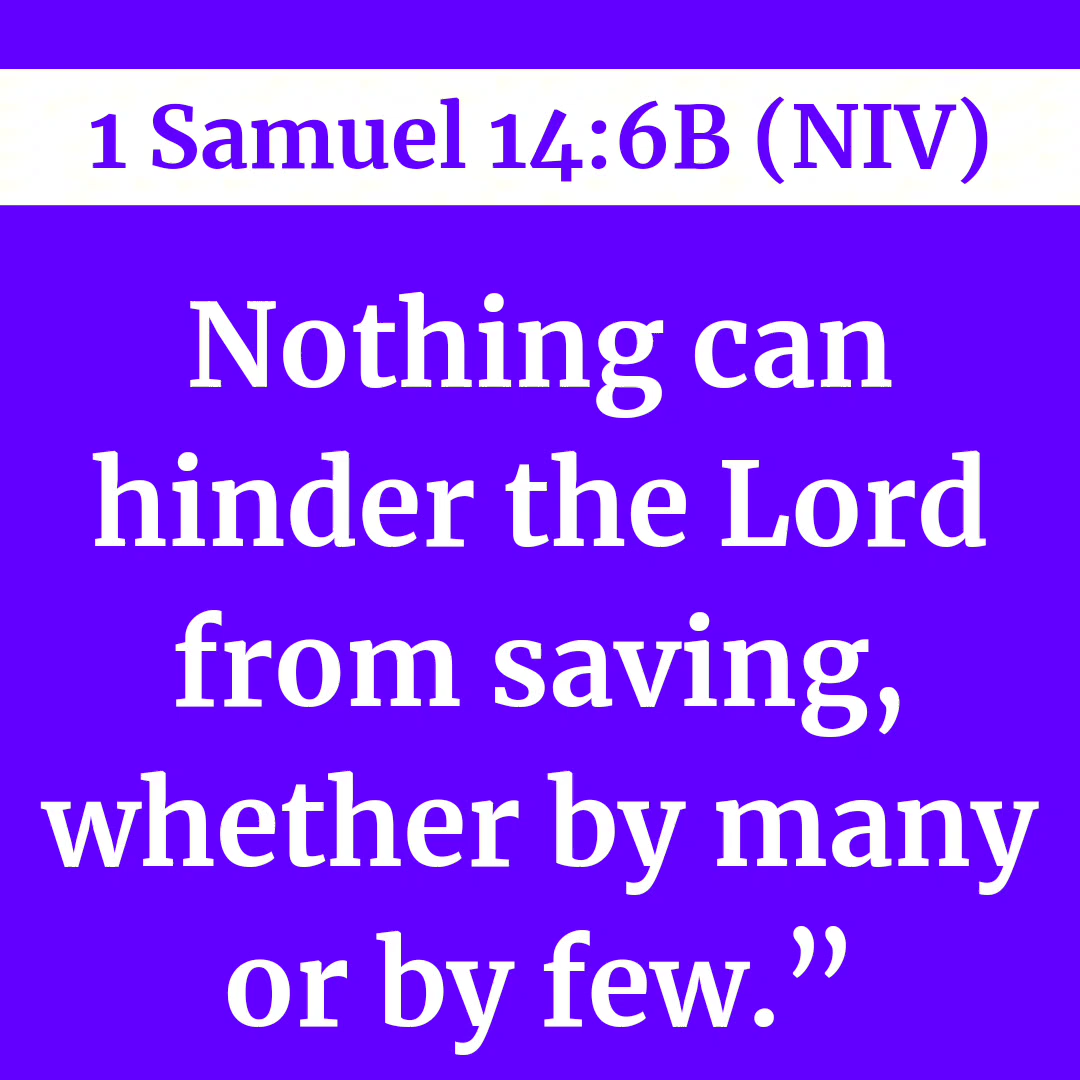 1 Samuel 14:6B (NIV)
Nothing can
hinder the Lord
from saving,
whether by many
or by few.”